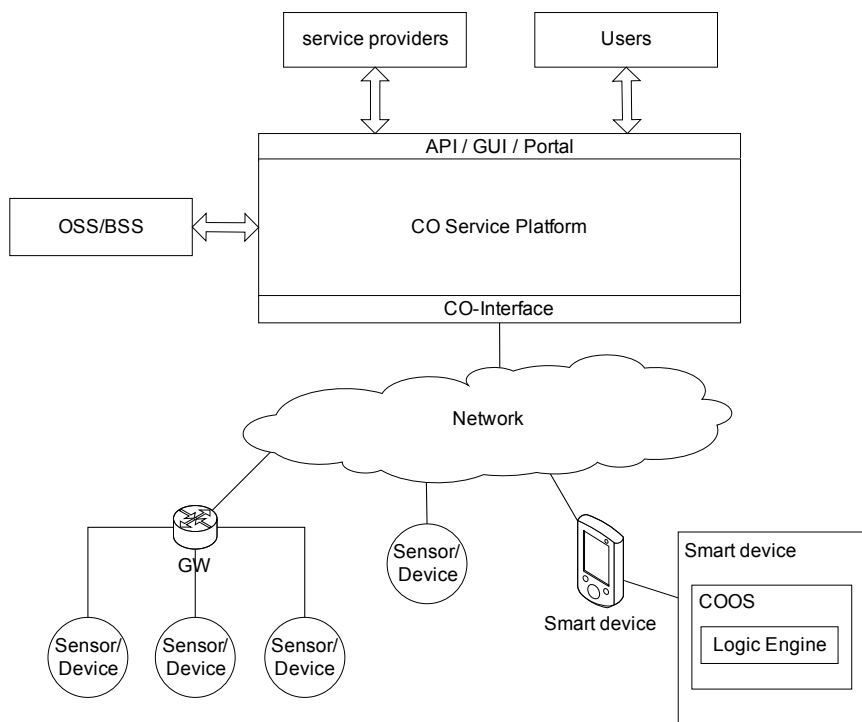 service providers
Users
API / GUI / Portal
OSS/BSS
CO Service Platform
CO-Interface
Network
GW
Sensor/
Device
Smart device
Smart device
COOS
Logic Engine
Sensor/
Device
Sensor/
Device
Sensor/
Device